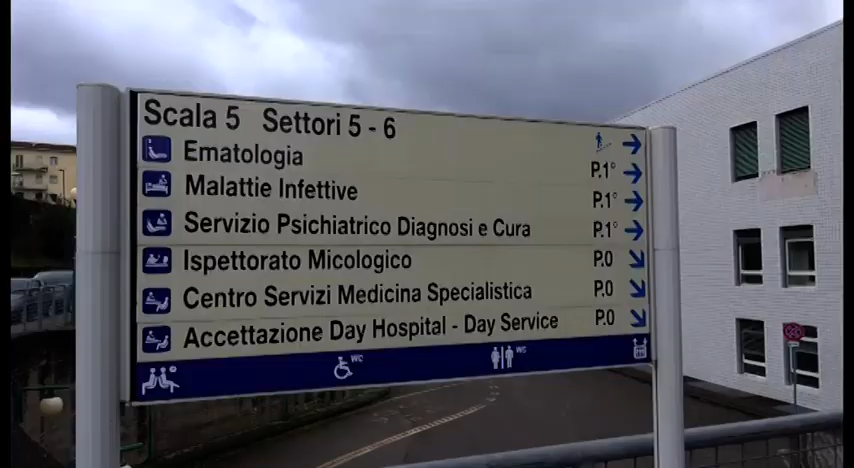 Scala 5 Settori 5 - 6
Ematologia P.1°
Malattie Infettive P.1°
Servizio Psichiatrico Diagnosi e Cura P.1°
Ispettorato Micologico P.0
Centro Servizi Medicina Specialistica P.0
Accettazione Day Hospital - Day Service P.0
WC WC